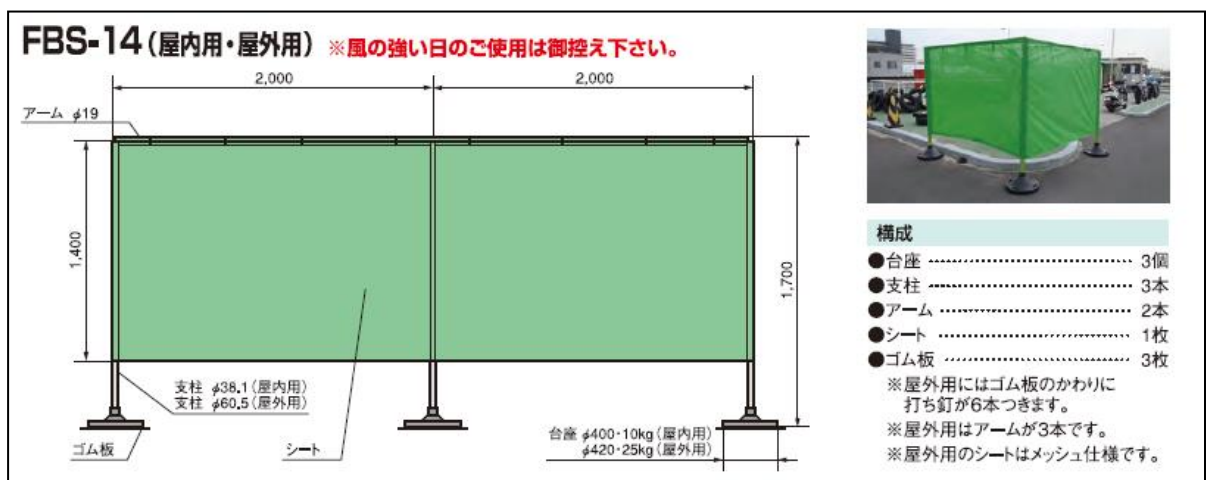 FBS-14(屋内用・屋外用) ※風の強い日のご使用は御控え下さい。
2,000
2,000
アーム φ19
1,400
1,700
支柱 φ38.1(屋内用)
支柱 φ60.5(屋外用)
ゴム板
シート
台座 φ400・10kg(屋内用)
φ420・25kg(屋外用)
構成
●台座 ............ 3個
●支柱 ............ 3本
●アーム ............ 2本
●シート ............ 1枚
●ゴム板 ............ 3枚
※屋外用にはゴム板のかわりに
打ち釘が6本つきます。
※屋外用はアームが3本です。
※屋外用のシートはメッシュ仕様です。